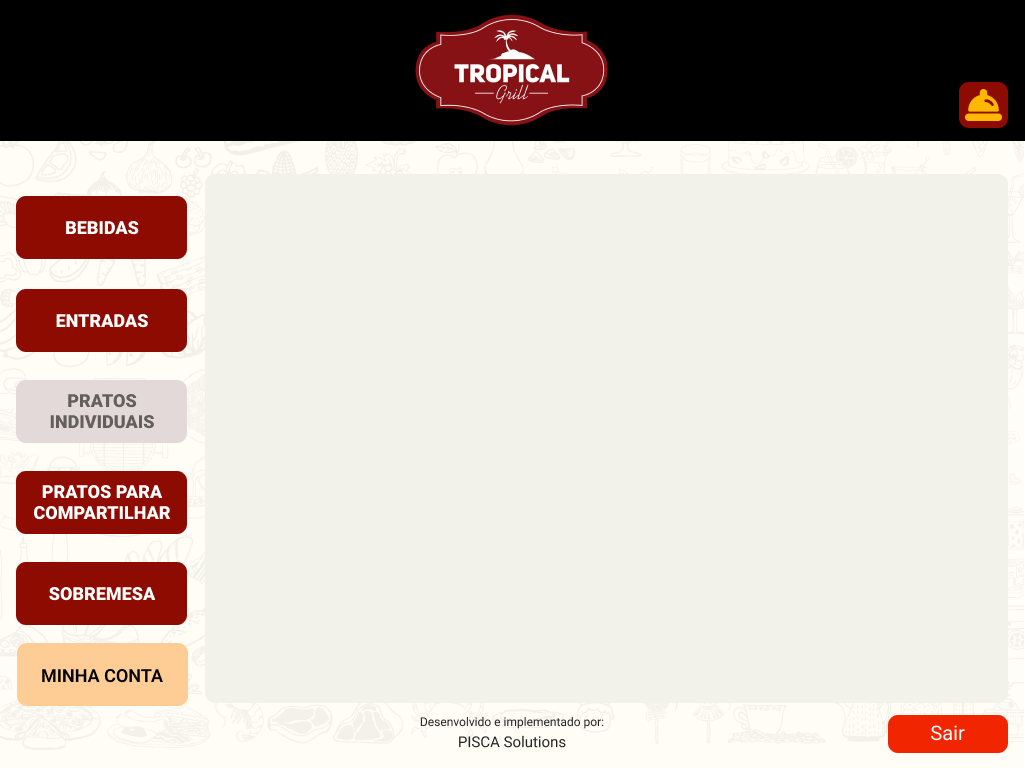 TROPICAL
Grill
BEBIDAS
ENTRADAS
PRATOS
INDIVIDUAIS
PRATOS PARA
COMPARTILHAR
SOBREMESA
MINHA CONTA
Desenvolvido e implementado por:
PISCA Solutions
Sair